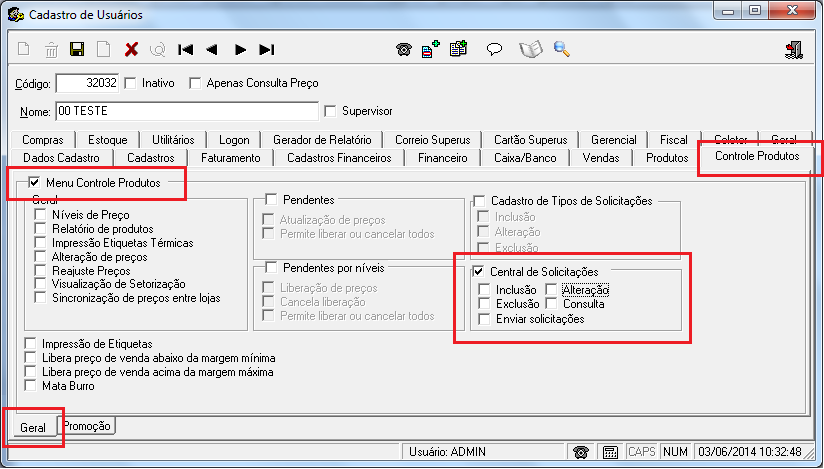 Cadastro de Usuários
Código: 32032 Inativo Apenas Consulta Preço
Nome: 00 TESTE Supervisor
Compras Estoque Utilitários Logon Gerador de Relatório Correio Superus Cartão Superus Gerencial Fiscal Coletor Geral
Dados Cadastro Cadastros Faturamento Cadastros Financeiros Financeiro Caixa/Banco Vendas Produtos Controle Produtos
Menu Controle Produtos
Geral
Níveis de Preço
Relatório de produtos
Impressão Etiquetas Térmicas
Alteração de preços
Reajuste Preços
Visualização de Setorização
Sincronização de preços entre lojas
Pendentes
Atualização de preços
Permite liberar ou cancelar todos
Pendentes por níveis
Liberação de preços
Cancela liberação
Permite liberar ou cancelar todos
Cadastro de Tipos de Solicitações
Inclusão
Alteração
Exclusão
Central de Solicitações
Inclusão Alteração
Exclusão Consulta
Enviar solicitações
Impressão de Etiquetas
Libera preço de venda abaixo da margem mínima
Libera preço de venda acima da margem máxima
Mata Burro
Geral Promoção
Usuário: ADMIN CAPS NUM 03/06/2014 10:32:48